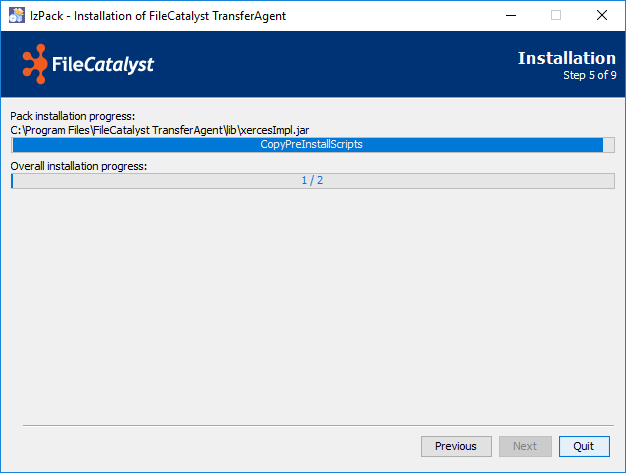 IzPack - Installation of FileCatalyst TransferAgent
FileCatalyst
Installation
Step 5 of 9
Pack installation progress:
C:\Program Files\FileCatalyst TransferAgent\lib\xercesImpl.jar
CopyPreInstallScripts
Overall installation progress:
1 / 2
Previous
Next
Quit